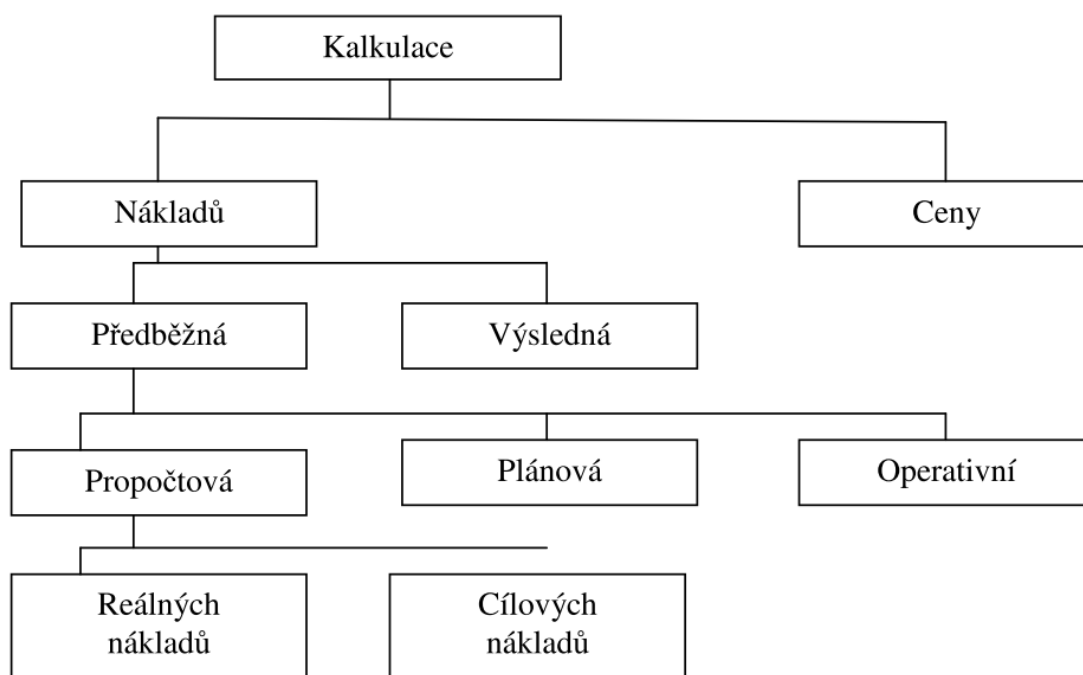 Kalkulace
Nákladů
Ceny
Předběžná
Výsledná
Propočtová
Plánová
Operativní
Reálných
nákladů
Cílových
nákladů